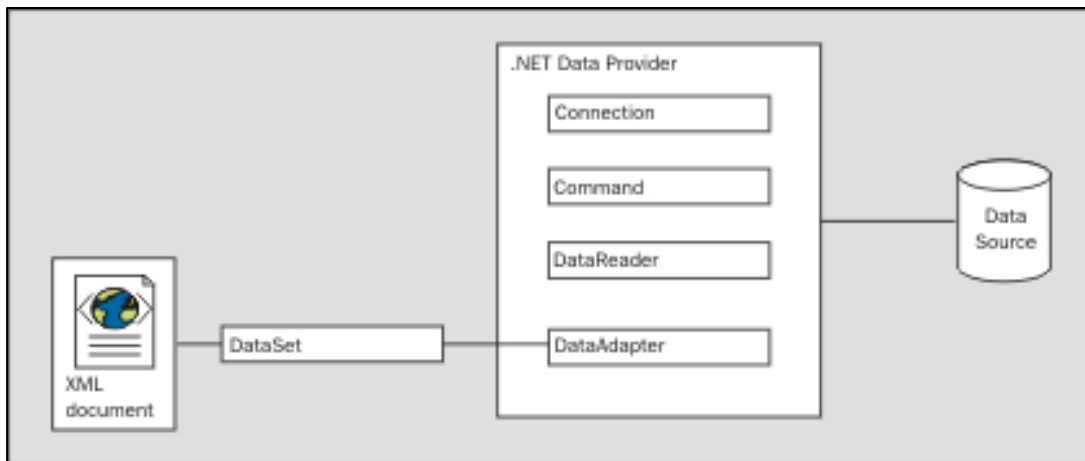 .NET Data Provider
Connection
Command
DataReader
DataAdapter
Data
Source
DataSet
XML
document